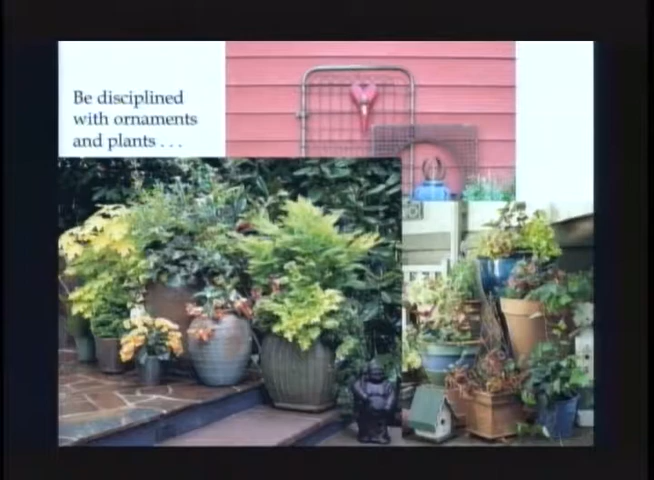 Be disciplined
with ornaments
and plants . . .